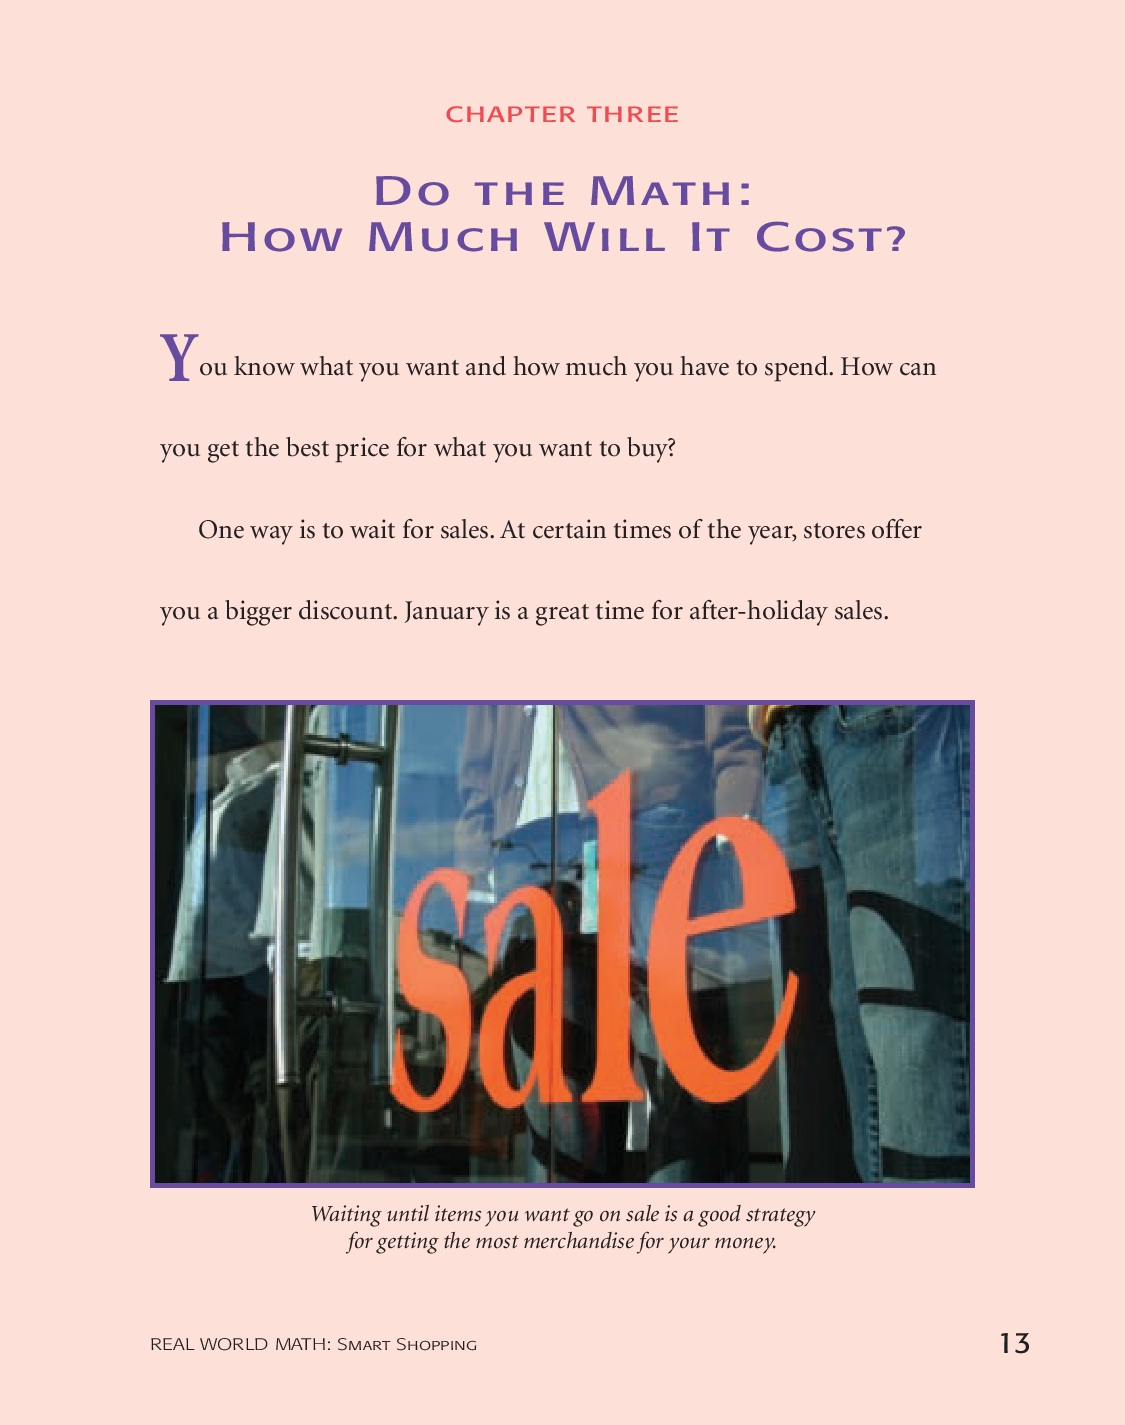 CHAPTER THREE
Do the Math:
How Much Will It Cost?
You know what you want and how much you have to spend. How can
you get the best price for what you want to buy?
One way is to wait for sales. At certain times of the year, stores offer
you a bigger discount. January is a great time for after-holiday sales.
sale
Waiting until items you want go on sale is a good strategy
for getting the most merchandise for your money.
REAL WORLD MATH: Smart Shopping
13